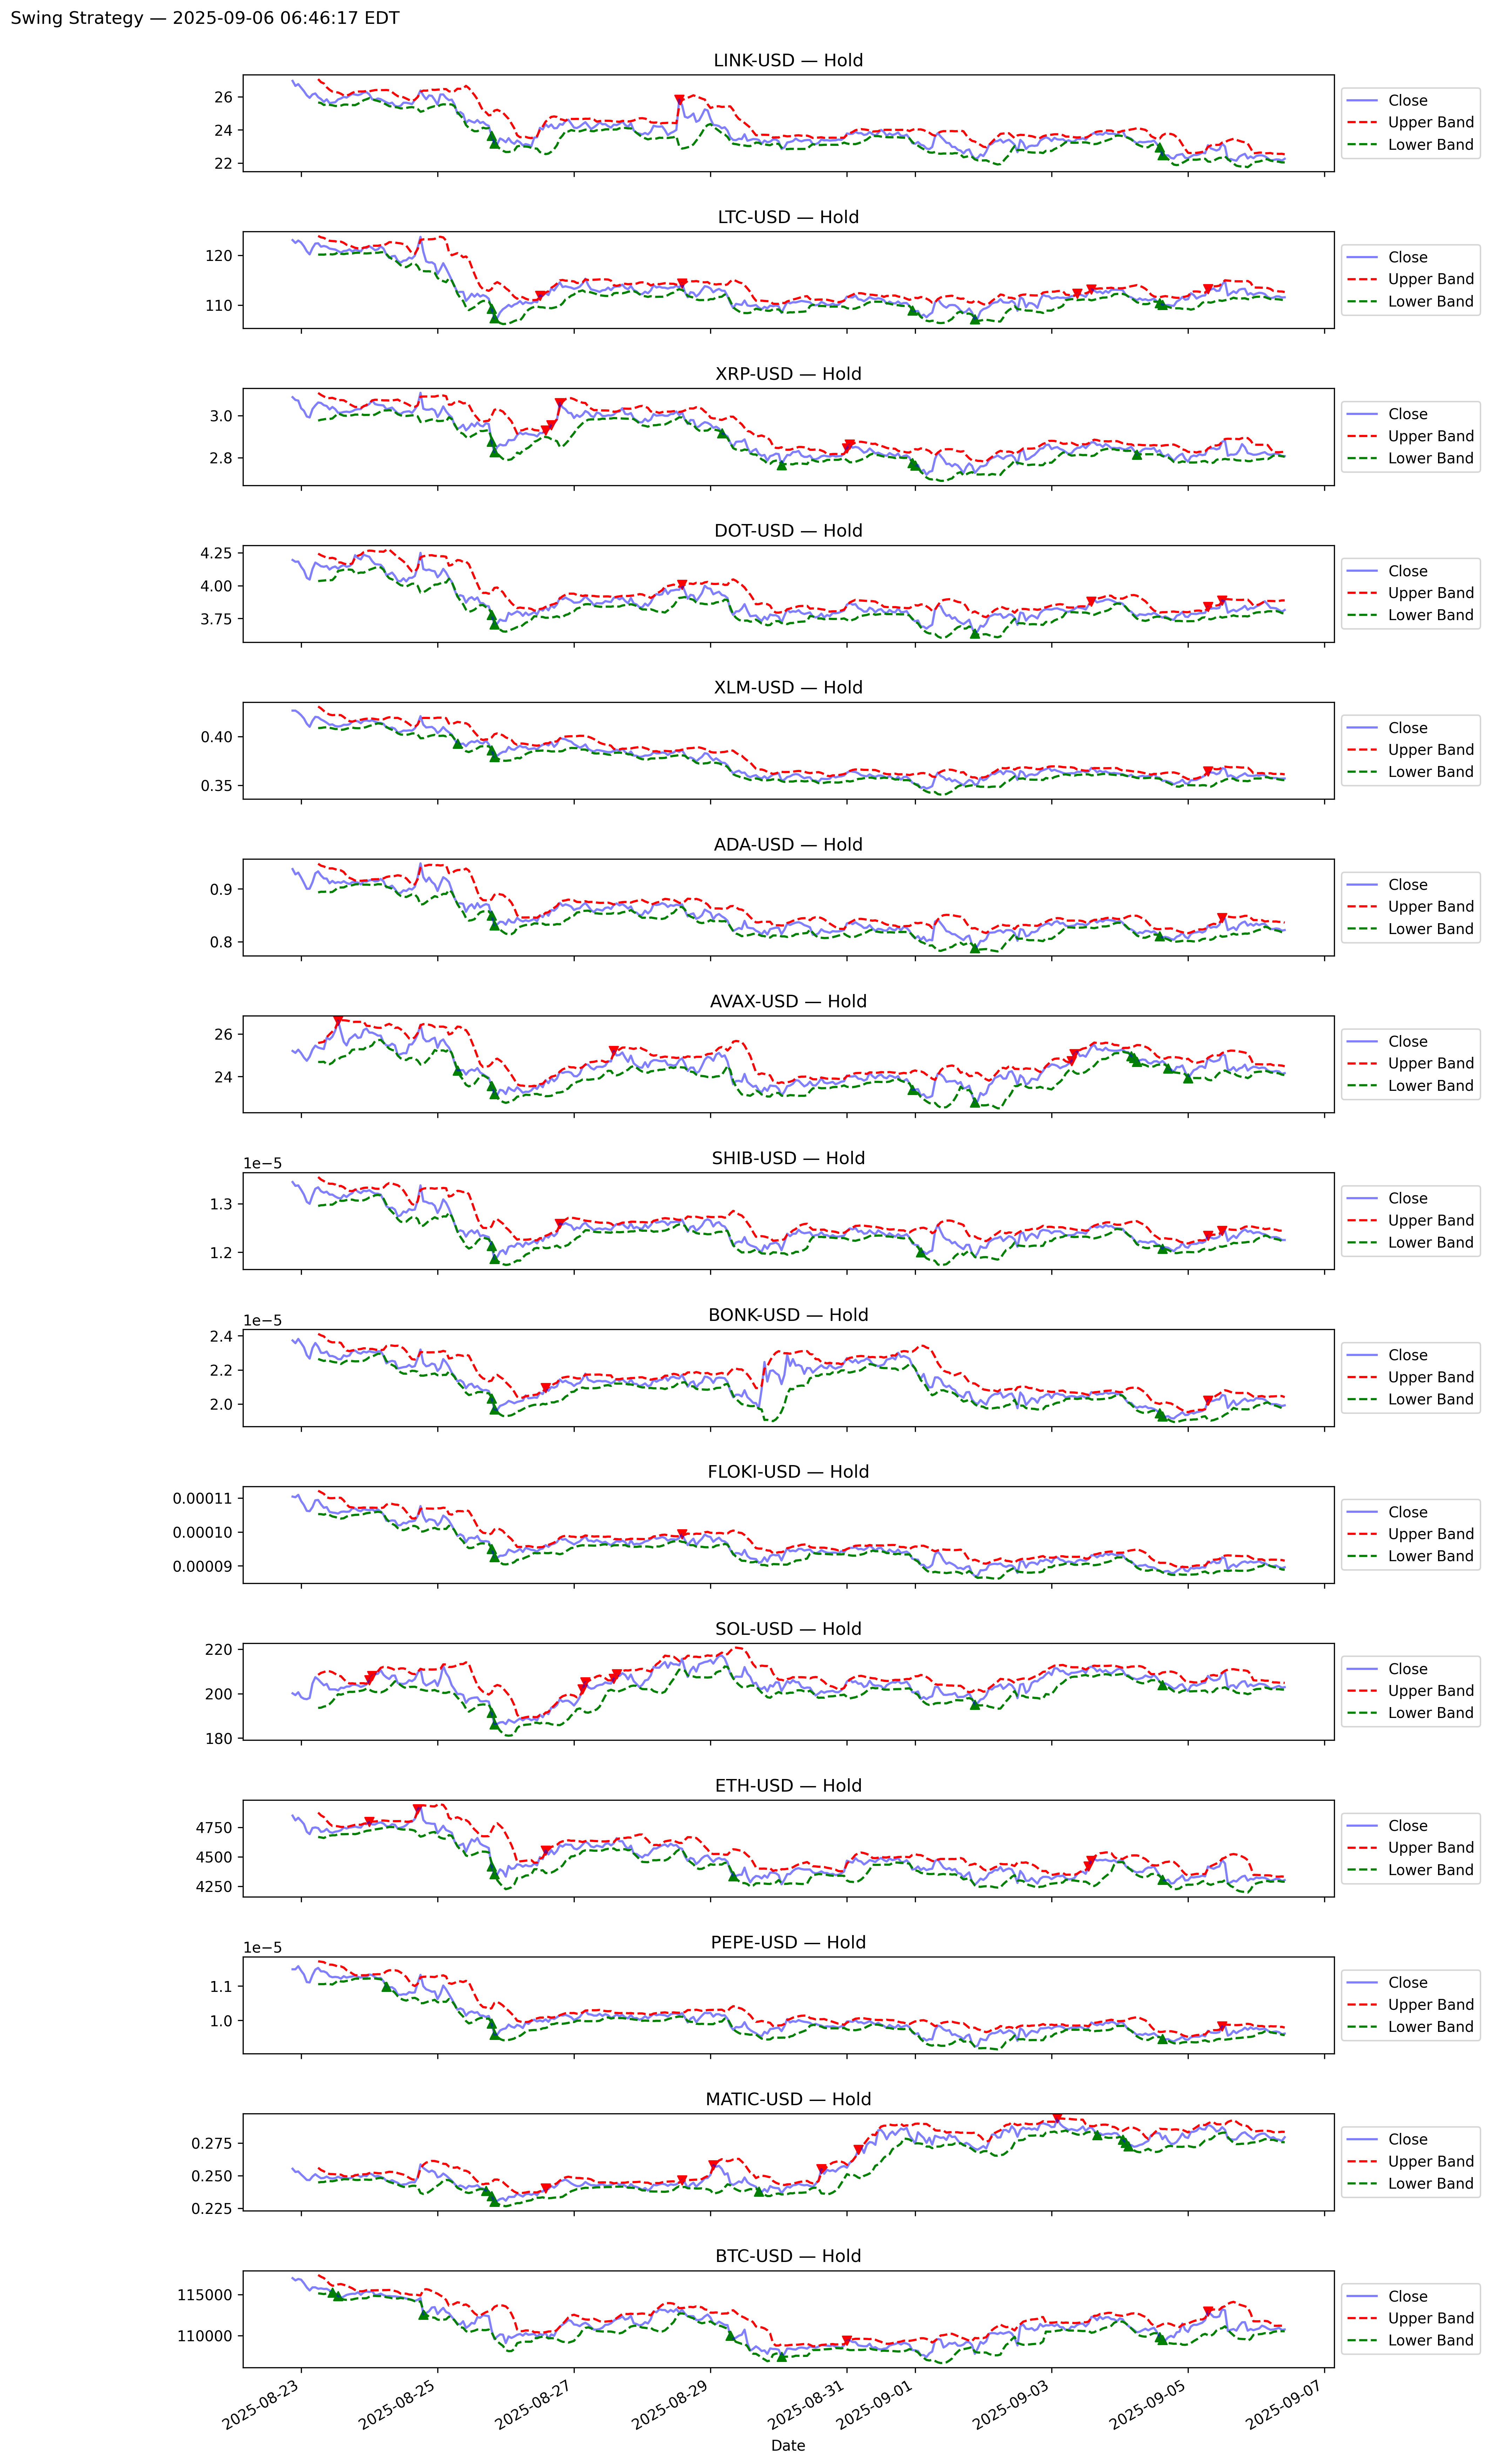 Swing Strategy — 2025-09-06 06:46:17 EDT
LINK-USD — Hold
26
24
22
Close
Upper Band
Lower Band
LTC-USD — Hold
120
110
Close
Upper Band
Lower Band
XRP-USD — Hold
3.0
2.8
Close
Upper Band
Lower Band
DOT-USD — Hold
4.25
4.00
3.75
Close
Upper Band
Lower Band
XLM-USD — Hold
0.40
0.35
Close
Upper Band
Lower Band
ADA-USD — Hold
0.9
0.8
Close
Upper Band
Lower Band
AVAX-USD — Hold
26
24
Close
Upper Band
Lower Band
SHIB-USD — Hold
1e−5
1.3
1.2
Close
Upper Band
Lower Band
BONK-USD — Hold
1e−5
2.4
2.2
2.0
Close
Upper Band
Lower Band
FLOKI-USD — Hold
0.00011
0.00010
0.00009
Close
Upper Band
Lower Band
SOL-USD — Hold
220
200
180
Close
Upper Band
Lower Band
ETH-USD — Hold
4750
4500
4250
Close
Upper Band
Lower Band
PEPE-USD — Hold
1e−5
1.1
1.0
Close
Upper Band
Lower Band
MATIC-USD — Hold
0.275
0.250
0.225
Close
Upper Band
Lower Band
BTC-USD — Hold
115000
110000
Close
Upper Band
Lower Band
2025-08-23
2025-08-25
2025-08-27
2025-08-29
2025-08-31
2025-09-01
2025-09-03
2025-09-05
2025-09-07
Date